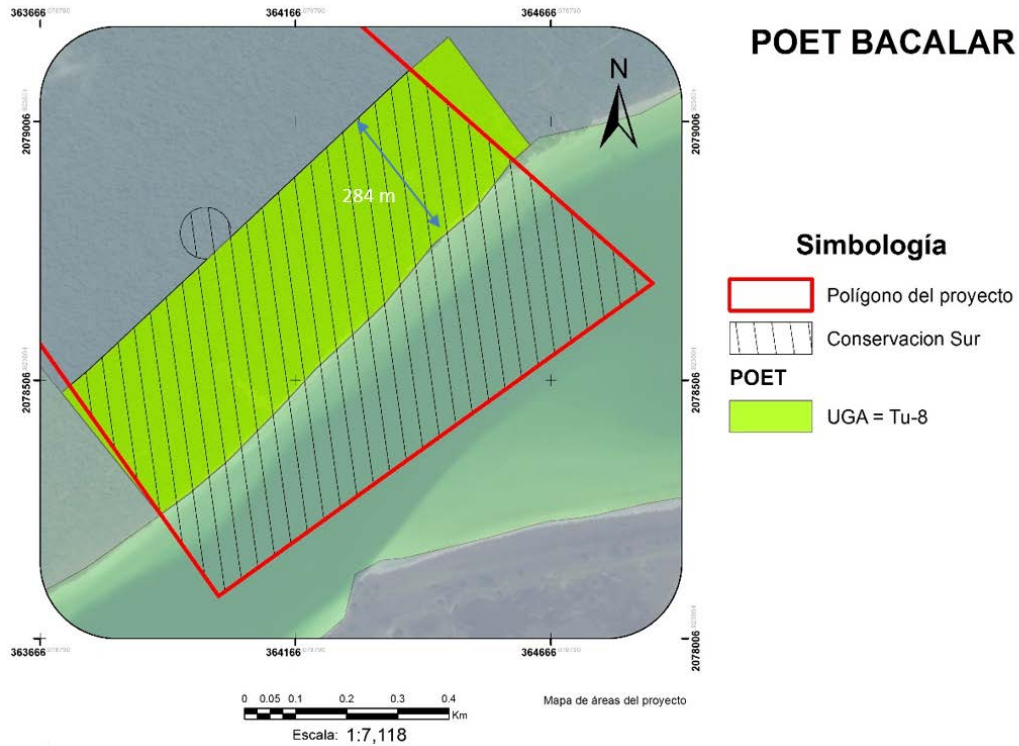 POET BACALAR
363666
364166
364666
N
2079006
2079006
284 m
Simbología
Polígono del proyecto
Conservacion Sur
POET
UGA = Tu-8
2078506
2078506
2078006
2078006
363666
364166
364666
0 0.05 0.1 0.2 0.3 0.4
Km
Escala: 1:7,118
Mapa de áreas del proyecto